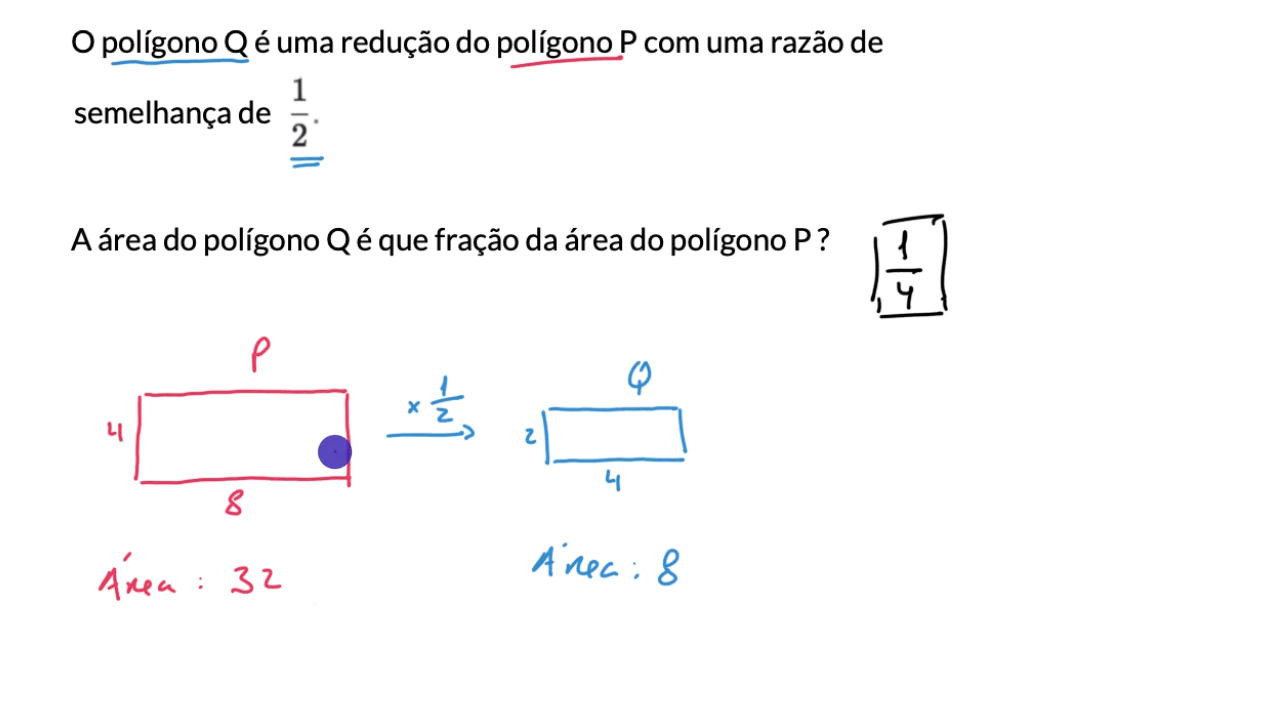 O polígono Q é uma redução do polígono P com uma razão de
semelhança de 1/2.
A área do polígono Q é que fração da área do polígono P ?
1/4
P
4
8
Área : 32
x 1/2
Q
2
4
Área : 8